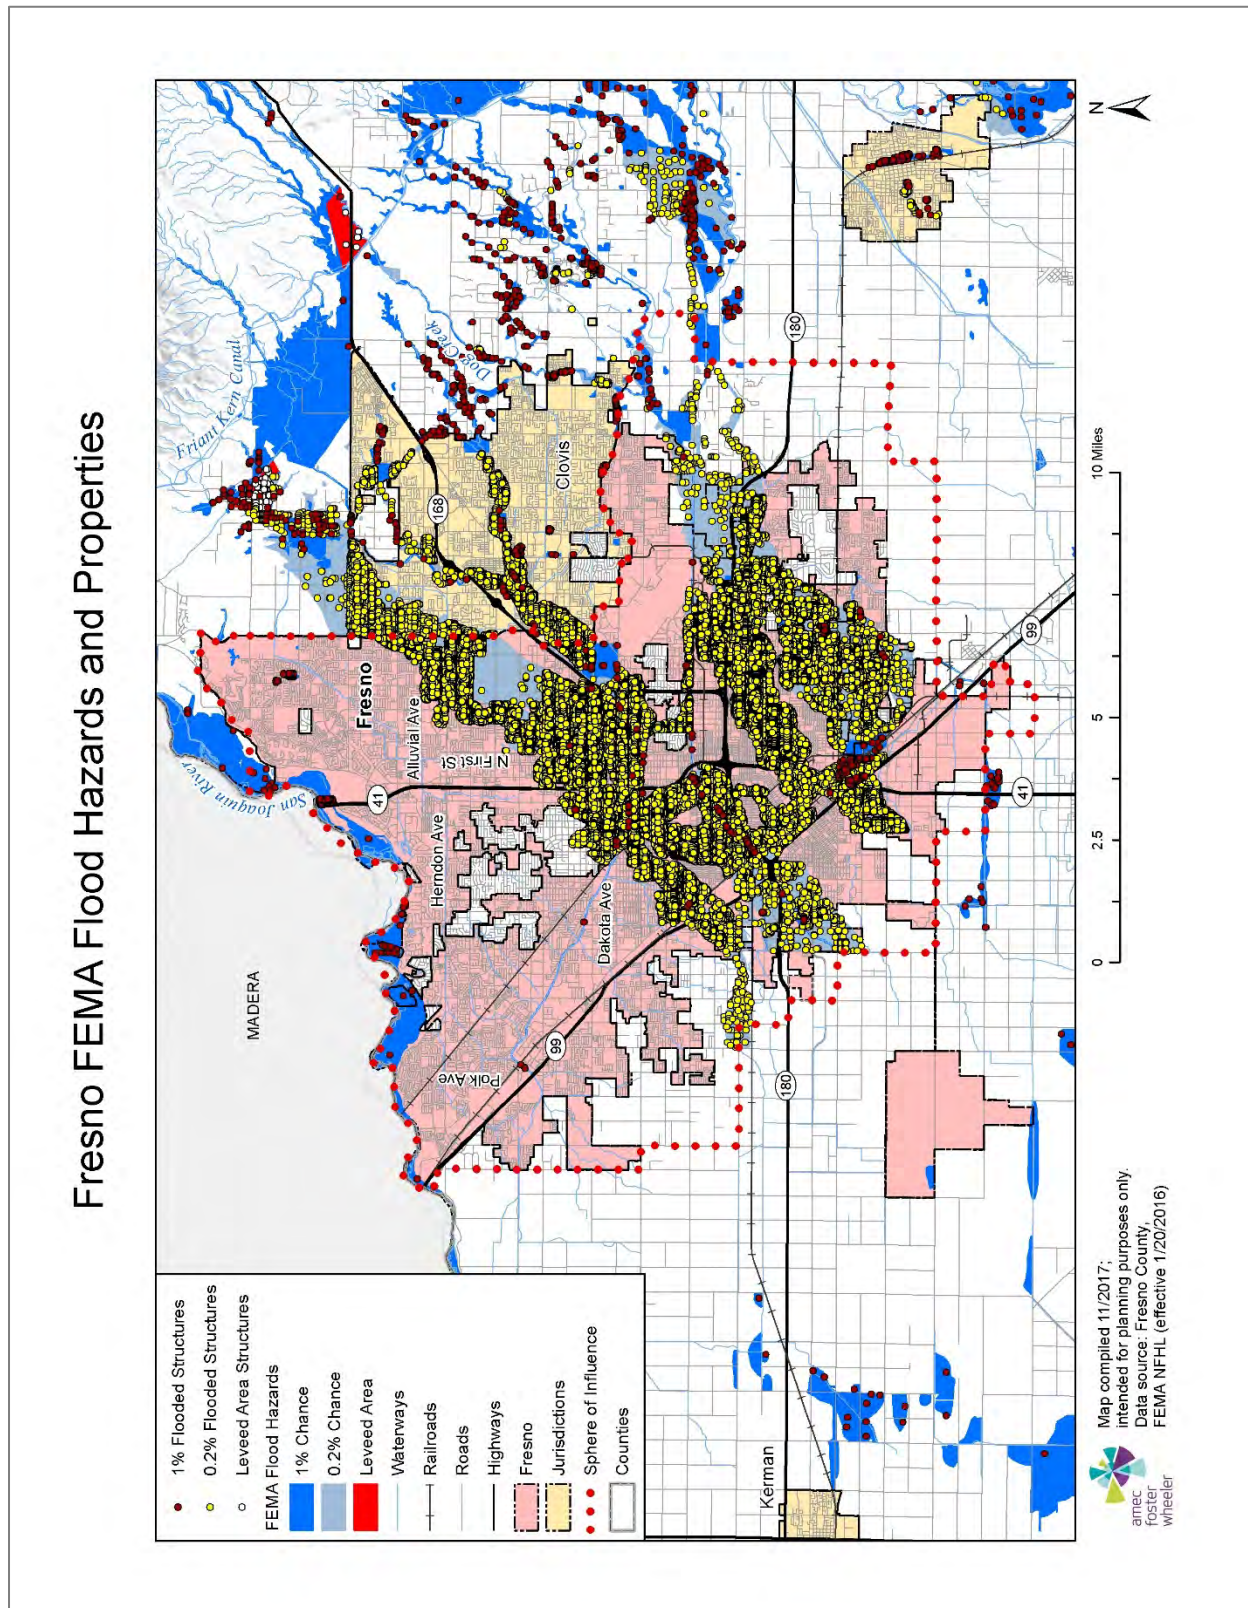 Fresno FEMA Flood Hazards and Properties
1% Flooded Structures
0.2% Flooded Structures
Leveed Area Structures
FEMA Flood Hazards
1% Chance
0.2% Chance
Leveed Area
Waterways
Railroads
Roads
Highways
Fresno
Jurisdictions
Sphere of Influence
Counties
MADERA
San Joaquin River
Friant Kern Canal
Dog Creek
Fresno
Alluvial Ave
N First St
Herndon Ave
Polk Ave
Dakota Ave
Clovis
Kerman
41
168
99
180
180
99
41
N
0
2.5
5
10 Miles
amec
foster
wheeler
Map compiled 11/2017;
intended for planning purposes only.
Data source: Fresno County,
FEMA NFHL (effective 1/20/2016)